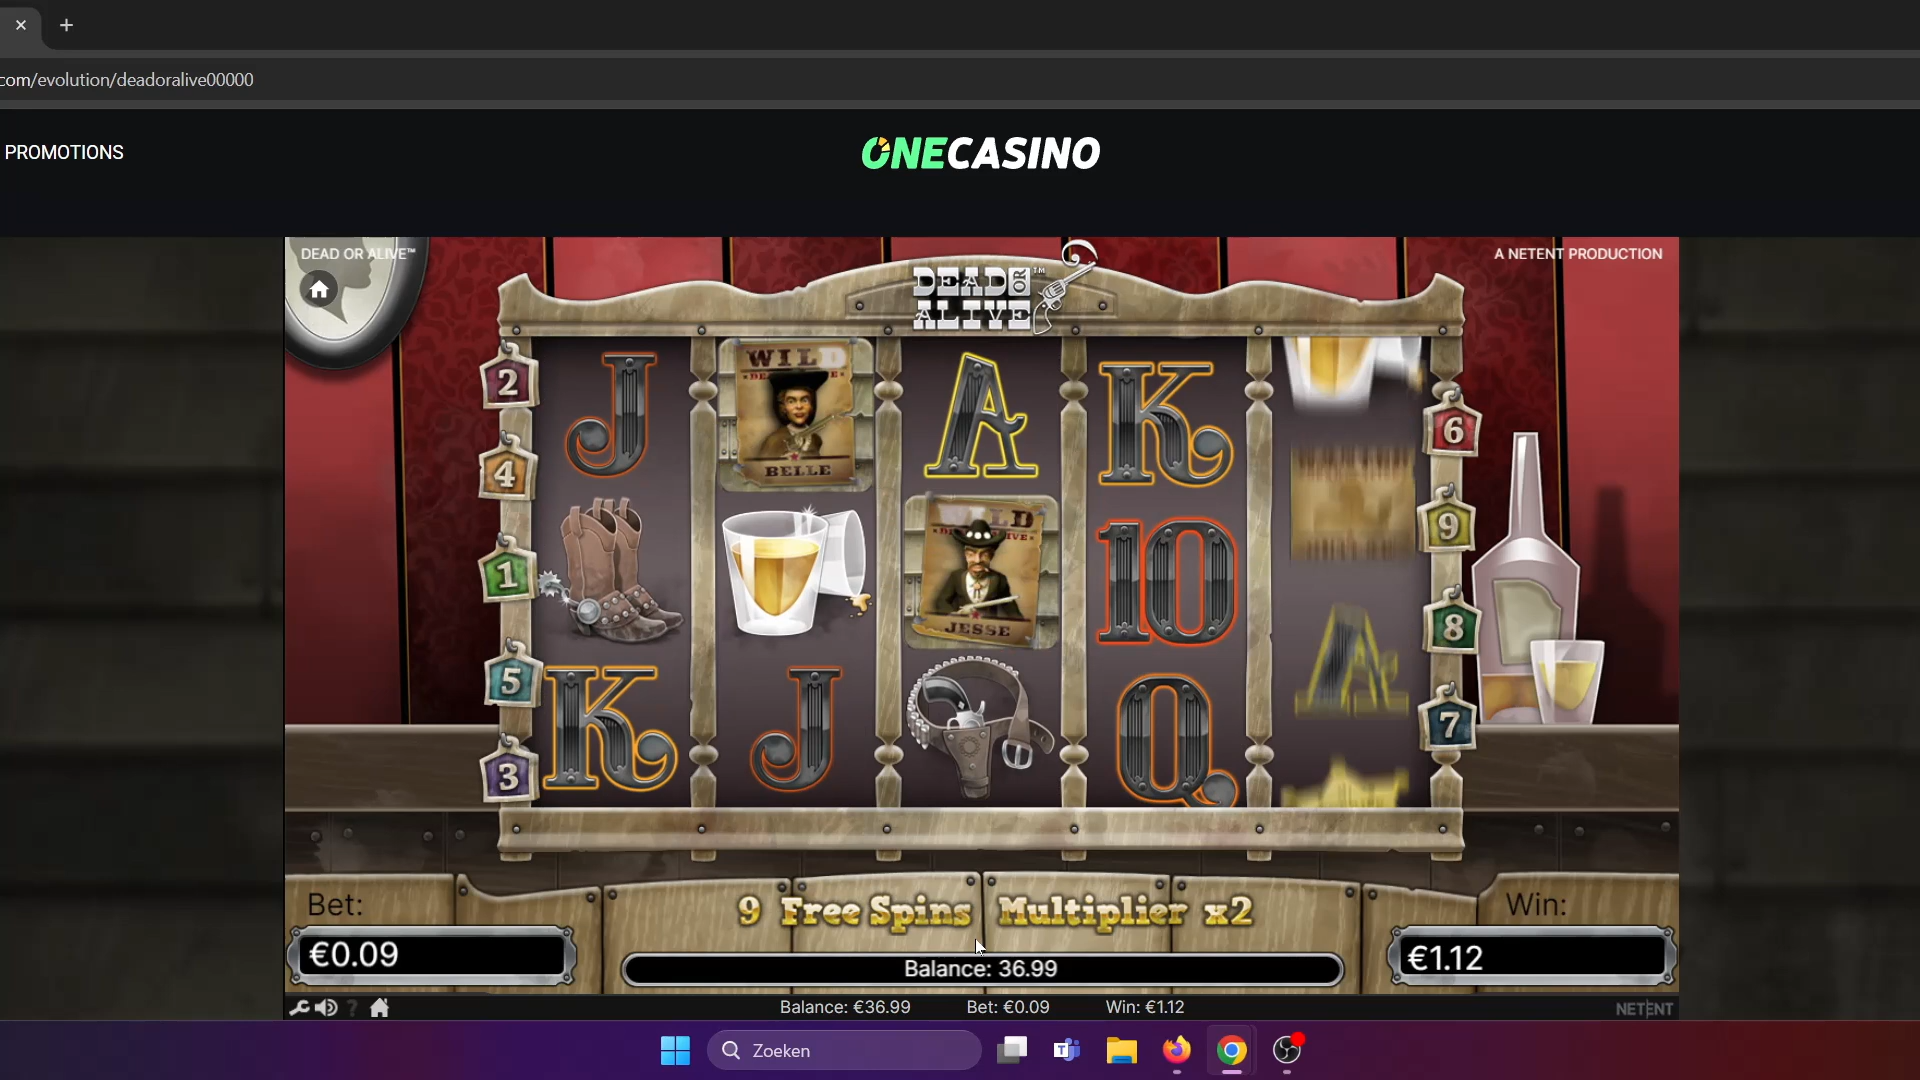 com/evolution/deadoralive00000
PROMOTIONS
ONECASINO
DEAD OR ALIVE™
A NETENT PRODUCTION
DEAD OR ALIVE™
2
4
1
5
3
6
9
8
7
J
WILD
BELLE
A
K
WILD
JESSE
10
A
K
J
Q
Bet:
€0.09
9 Free Spins Multiplier x2
Balance: 36.99
Win:
€1.12
Balance: €36.99 Bet: €0.09 Win: €1.12
NETENT
Zoeken